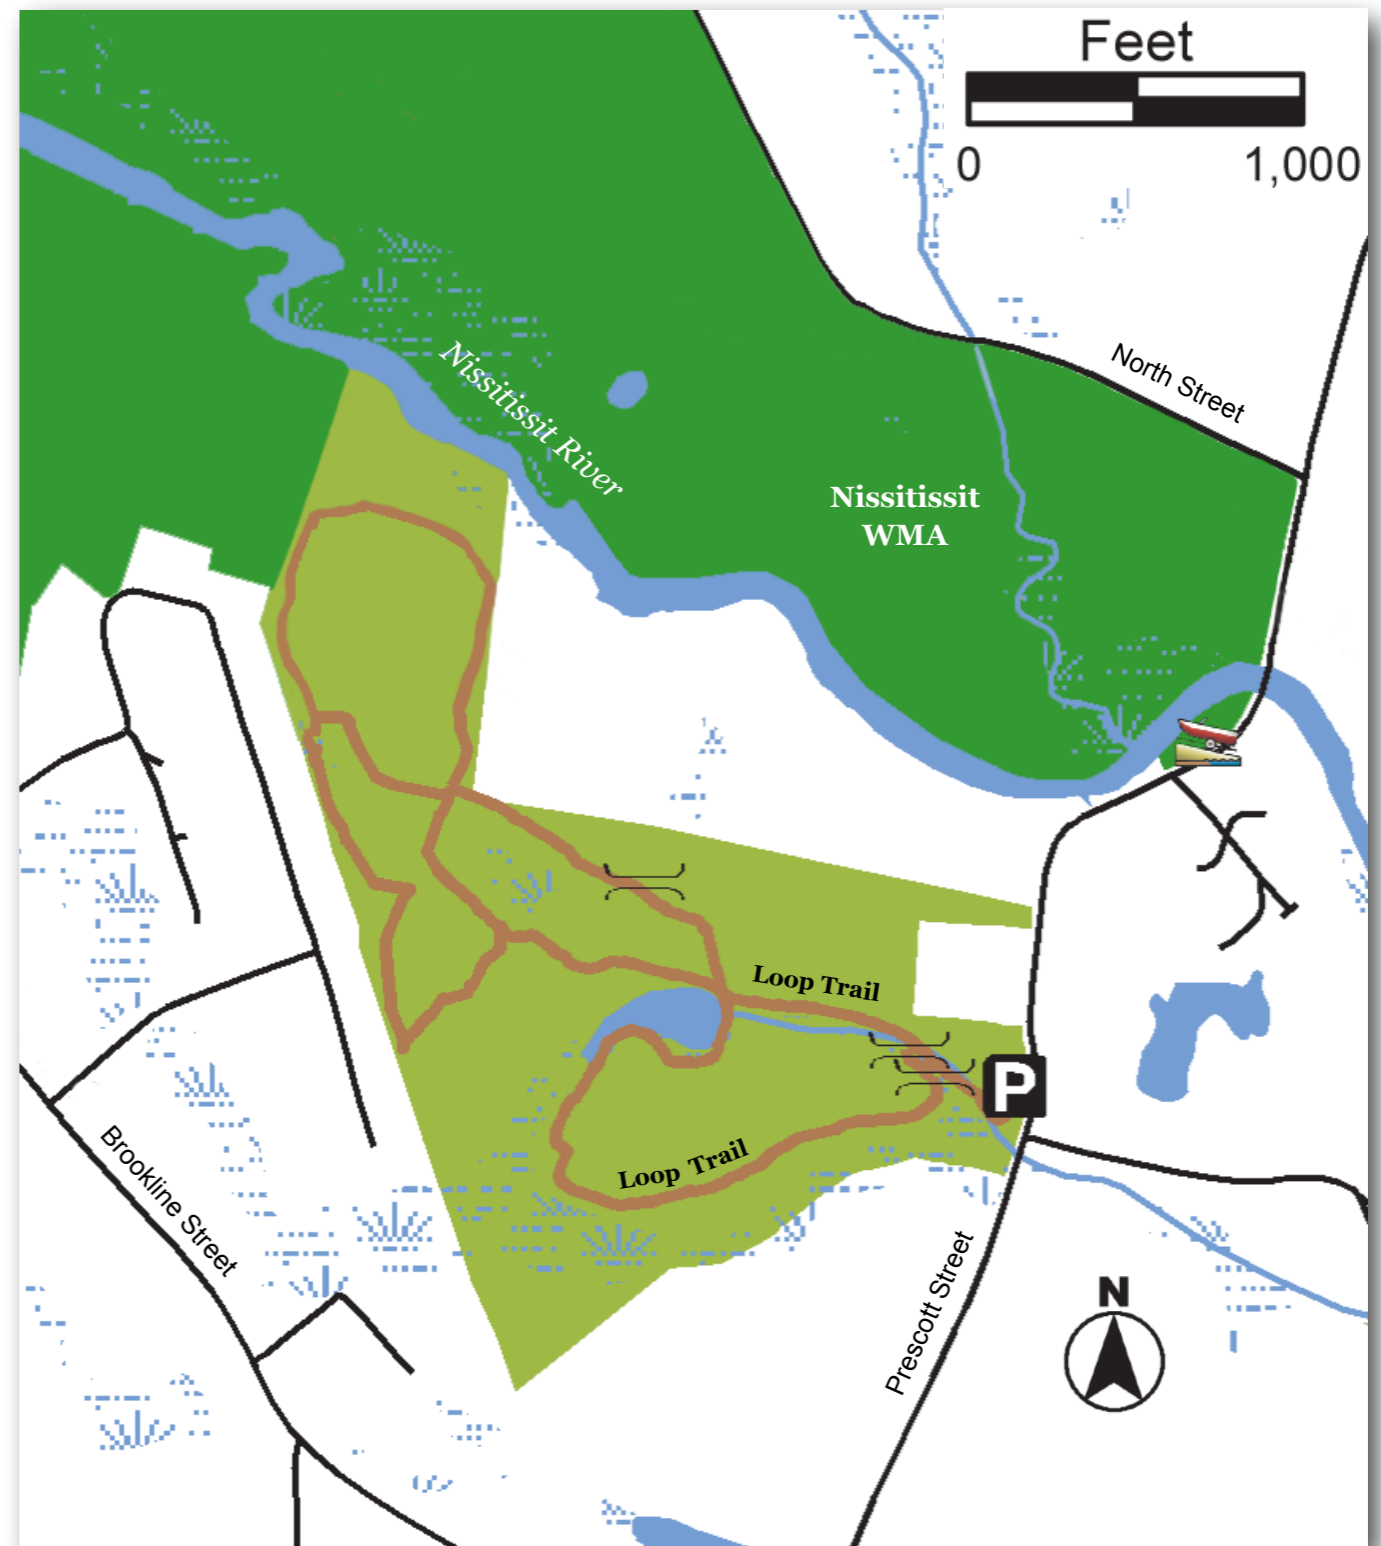 Feet
0 1,000
North Street
Nissitissit River
Nissitissit
WMA
Loop Trail
P
Loop Trail
Brookline Street
Prescott Street
N